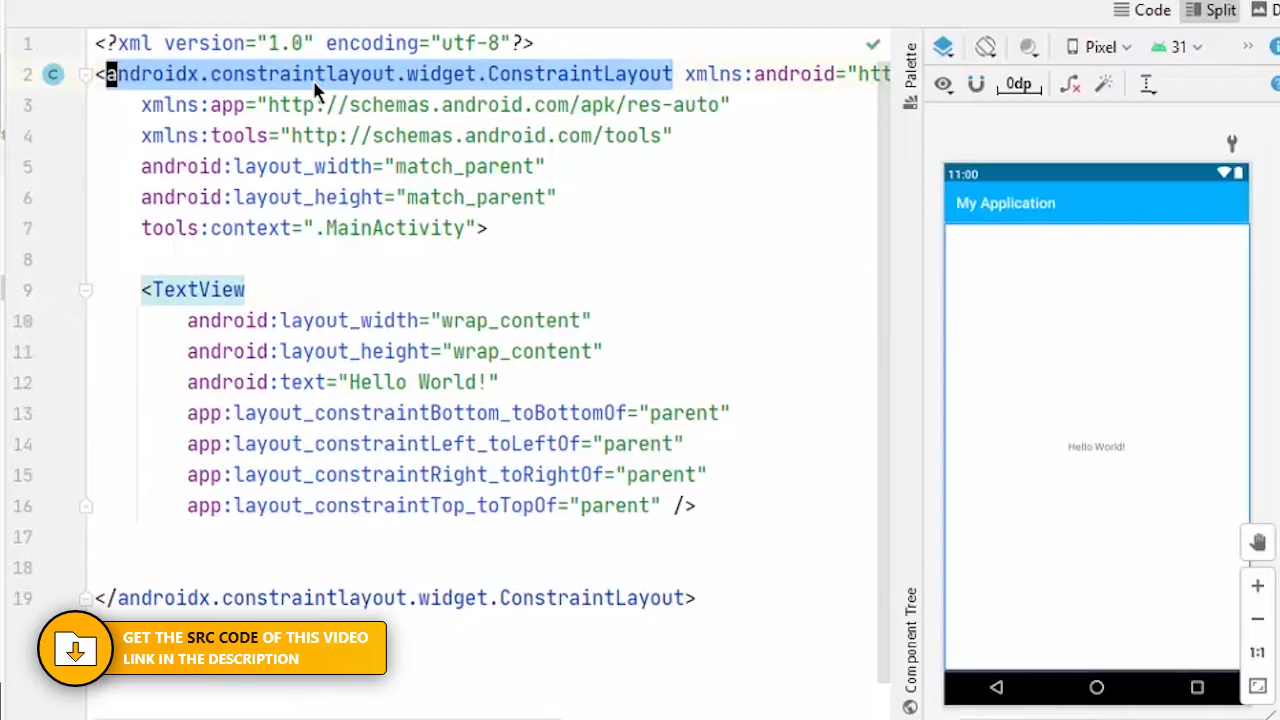 Code Split
1 <?xml version="1.0" encoding="utf-8"?>
2 <androidx.constraintlayout.widget.ConstraintLayout xmlns:android="htt
3 xmlns:app="http://schemas.android.com/apk/res-auto"
4 xmlns:tools="http://schemas.android.com/tools"
5 android:layout_width="match_parent"
6 android:layout_height="match_parent"
7 tools:context=".MainActivity">
8
9 <TextView
10 android:layout_width="wrap_content"
11 android:layout_height="wrap_content"
12 android:text="Hello World!"
13 app:layout_constraintBottom_toBottomOf="parent"
14 app:layout_constraintLeft_toLeftOf="parent"
15 app:layout_constraintRight_toRightOf="parent"
16 app:layout_constraintTop_toTopOf="parent" />
17
18
19 </androidx.constraintlayout.widget.ConstraintLayout>
GET THE SRC CODE OF THIS VIDEO
LINK IN THE DESCRIPTION
Palette
Component Tree
Pixel 31
0dp
11:00
My Application
Hello World!
1:1